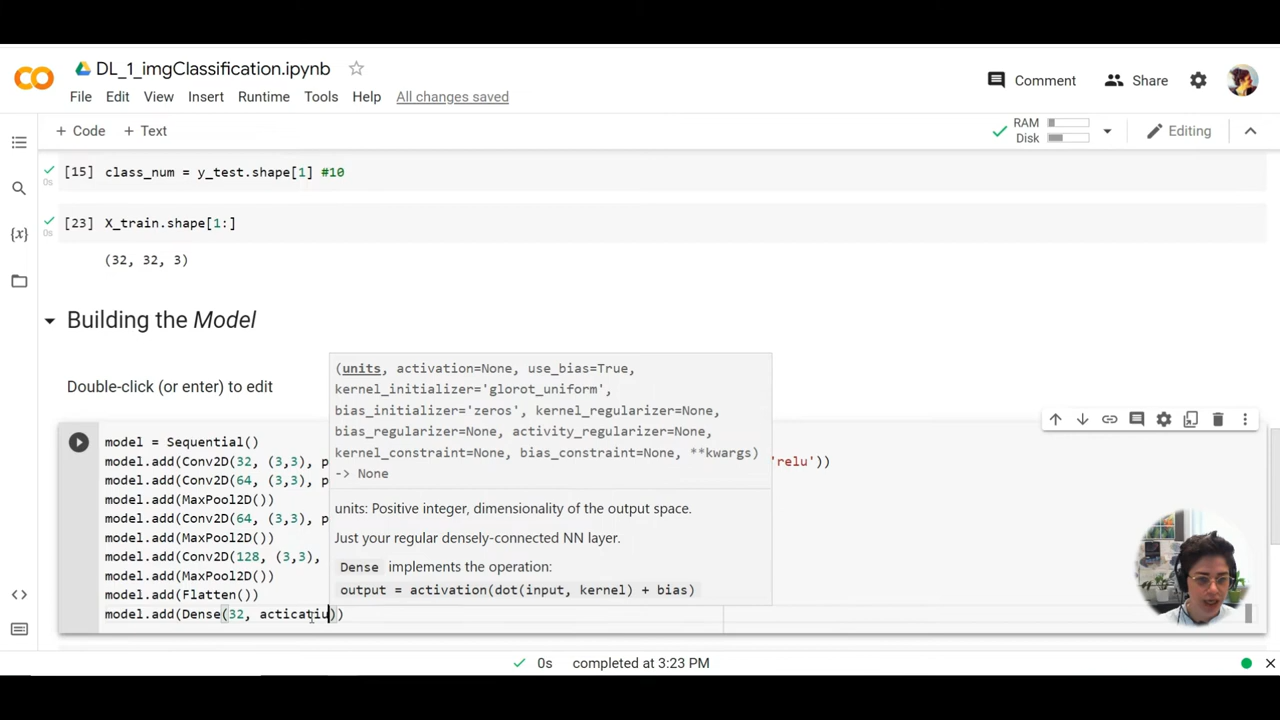 CO DL_1_imgClassification.ipynb
File Edit View Insert Runtime Tools Help All changes saved
Comment Share
+ Code + Text
RAM
Disk
Editing
[15] class_num = y_test.shape[1] #10
0s
[23] X_train.shape[1:]
0s
{x}
(32, 32, 3)
Building the Model
Double-click (or enter) to edit
(units, activation=None, use_bias=True,
kernel_initializer='glorot_uniform',
bias_initializer='zeros', kernel_regularizer=None,
bias_regularizer=None, activity_regularizer=None,
kernel_constraint=None, bias_constraint=None, **kwargs)
-> None
units: Positive integer, dimensionality of the output space.
Just your regular densely-connected NN layer.
Dense implements the operation:
output = activation(dot(input, kernel) + bias)
model = Sequential()
model.add(Conv2D(32, (3,3), p 'relu'))
model.add(Conv2D(64, (3,3), p
model.add(MaxPool2D())
model.add(Conv2D(64, (3,3), p
model.add(MaxPool2D())
model.add(Conv2D(128, (3,3),
model.add(MaxPool2D())
model.add(Flatten())
model.add(Dense(32, acticatiu))
0s completed at 3:23 PM